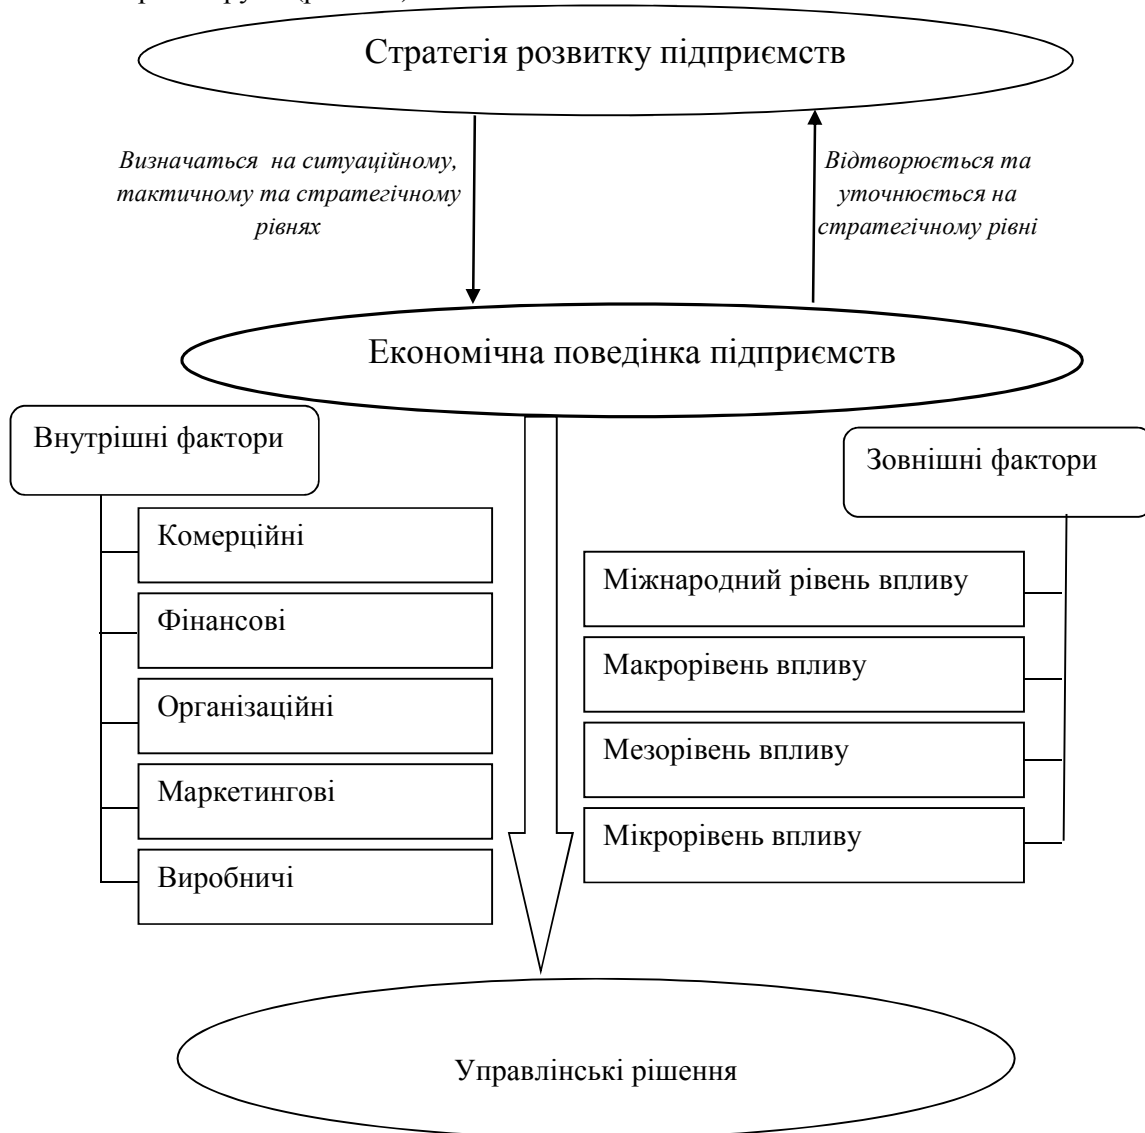 Стратегія розвитку підприємств
Визначаться на ситуаційному,
тактичному та стратегічному
рівнях
Відтворюється та
уточнюється на
стратегічному рівні
Економічна поведінка підприємств
Внутрішні фактори
Комерційні
Фінансові
Організаційні
Маркетингові
Виробничі
Зовнішні фактори
Міжнародний рівень впливу
Макрорівень впливу
Мезорівень впливу
Мікрорівень впливу
Управлінські рішення